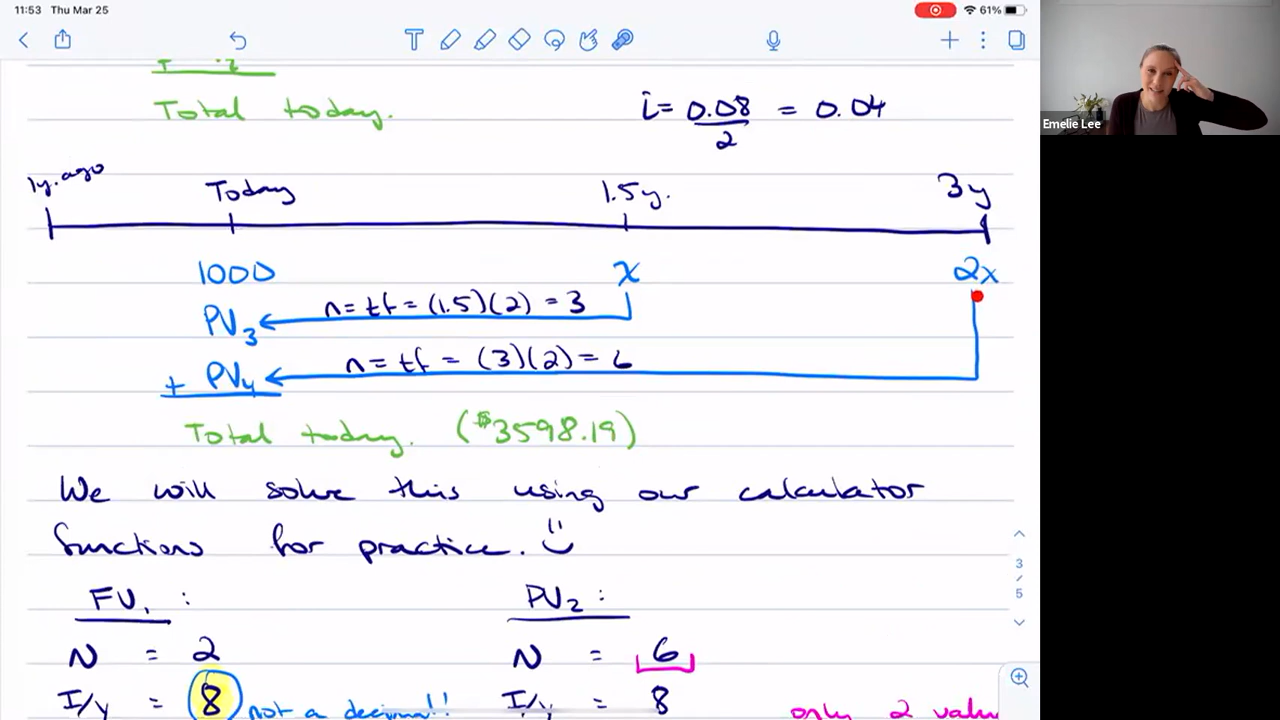 11:53 Thu Mar 25
61%
Total today.
i = 0.08 / 2 = 0.04
Emelie Lee
1y. ago
Today
1.5y.
3y
1000
x
2x
PV3
n = tf = (1.5)(2) = 3
+ PV4
n = tf = (3)(2) = 6
Total today. ($3598.19)
We will solve this using our calculator
functions for practice.
FV1 :
PV2 :
N = 2
N = 6
I/y = 8 not a decimal!!
I/y = 8
only 2
3
/
5